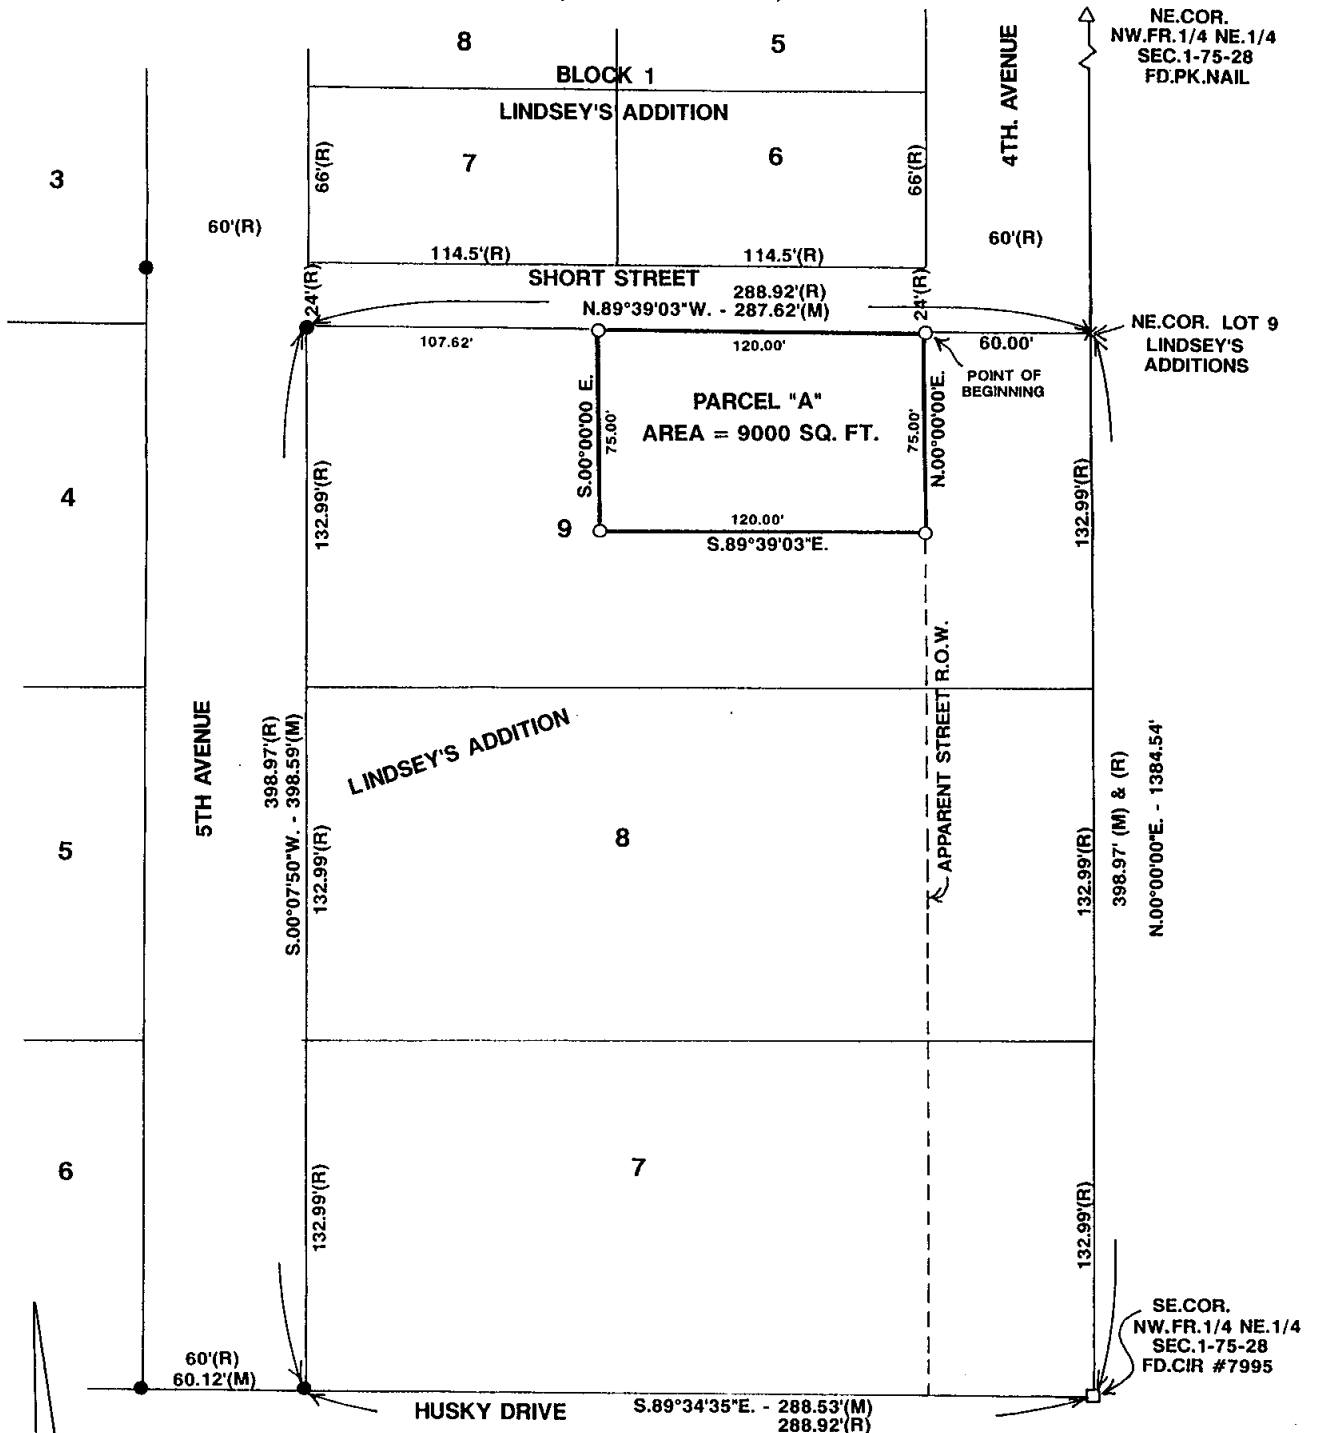 NE.COR.
NW.FR.1/4 NE.1/4
SEC.1-75-28
FD.PK.NAIL
8
5
BLOCK 1
LINDSEY'S ADDITION
4TH. AVENUE
7
6
66'(R)
66'(R)
3
60'(R)
60'(R)
114.5'(R)
114.5'(R)
SHORT STREET
24'(R)
24'(R)
288.92'(R)
N.89°39'03"W. - 287.62'(M)
107.62'
120.00'
60.00'
NE.COR. LOT 9
LINDSEY'S
ADDITIONS
POINT OF
BEGINNING
PARCEL "A"
AREA = 9000 SQ. FT.
S.00°00'00 E.
75.00'
75.00'
N.00°00'00"E.
120.00'
S.89°39'03"E.
9
4
132.99'(R)
132.99'(R)
APPARENT STREET R.O.W.
LINDSEY'S ADDITION
5TH AVENUE
398.97'(R)
S.00°07'50"W. - 398.59'(M)
132.99'(R)
5
8
132.99'(R)
398.97' (M) & (R)
N.00°00'00"E. - 1384.54'
6
7
132.99'(R)
132.99'(R)
SE.COR.
NW.FR.1/4 NE.1/4
SEC.1-75-28
FD.CIR #7995
60'(R)
60.12'(M)
HUSKY DRIVE
S.89°34'35"E. - 288.53'(M)
288.92'(R)